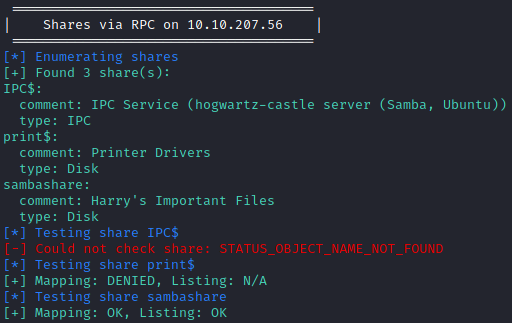 Shares via RPC on 10.10.207.56
[*] Enumerating shares
[+] Found 3 share(s):
IPC$:
comment: IPC Service (hogwartz-castle server (Samba, Ubuntu))
type: IPC
print$:
comment: Printer Drivers
type: Disk
sambashare:
comment: Harry's Important Files
type: Disk
[*] Testing share IPC$
[-] Could not check share: STATUS_OBJECT_NAME_NOT_FOUND
[*] Testing share print$
[+] Mapping: DENIED, Listing: N/A
[*] Testing share sambashare
[+] Mapping: OK, Listing: OK